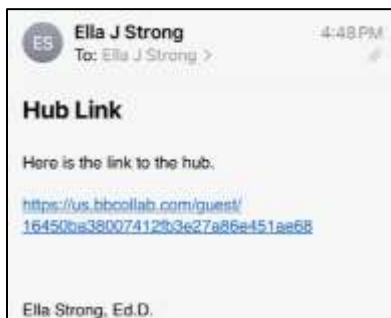 ES
Ella J Strong
4:48 PM
To: Ella J Strong >
Hub Link
Here is the link to the hub.
https://us.bbcollab.com/guest/
16450ba38007412fb3e27a86e451ae68
Ella Strong, Ed.D.